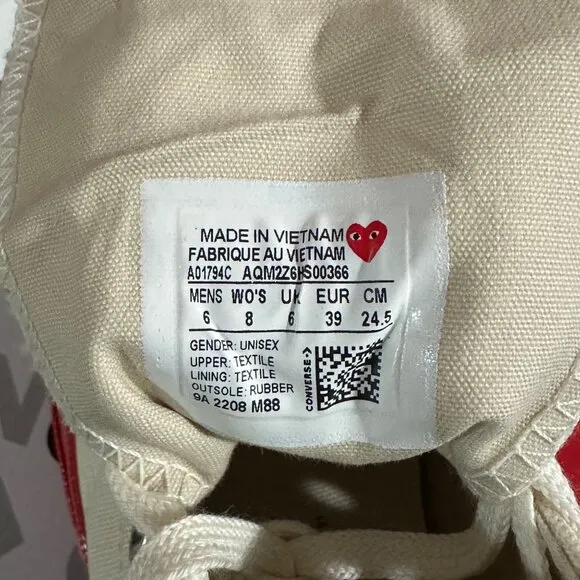 MADE IN VIETNAM
FABRIQUE AU VIETNAM
A01794C AQM2Z6HS00366
MENS WO'S UK EUR CM
6 8 6 39 24.5
GENDER: UNISEX
UPPER: TEXTILE
LINING: TEXTILE
OUTSOLE: RUBBER
9A 2208 M88
CONVERSE->